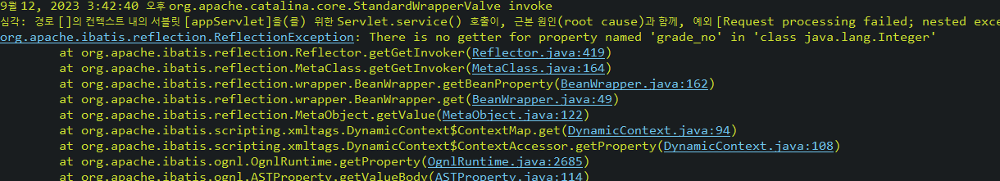 9월 12, 2023 3:42:40 오후 org.apache.catalina.core.StandardWrapperValve invoke
심각: 경로 []의 컨텍스트 내의 서블릿 [appServlet]을(를) 위한 Servlet.service() 호출이, 근본 원인(root cause)과 함께, 예외 [Request processing failed; nested exce
org.apache.ibatis.reflection.ReflectionException: There is no getter for property named 'grade_no' in 'class java.lang.Integer'
at org.apache.ibatis.reflection.Reflector.getGetInvoker(Reflector.java:419)
at org.apache.ibatis.reflection.MetaClass.getGetInvoker(MetaClass.java:164)
at org.apache.ibatis.reflection.wrapper.BeanWrapper.getBeanProperty(BeanWrapper.java:162)
at org.apache.ibatis.reflection.wrapper.BeanWrapper.get(BeanWrapper.java:49)
at org.apache.ibatis.reflection.MetaObject.getValue(MetaObject.java:122)
at org.apache.ibatis.scripting.xmltags.DynamicContext$ContextMap.get(DynamicContext.java:94)
at org.apache.ibatis.scripting.xmltags.DynamicContext$ContextAccessor.getProperty(DynamicContext.java:108)
at org.apache.ibatis.ognl.OgnlRuntime.getProperty(OgnlRuntime.java:2685)
at org.apache.ibatis.ognl.ASTProperty.getValueBody(ASTProperty.java:114)